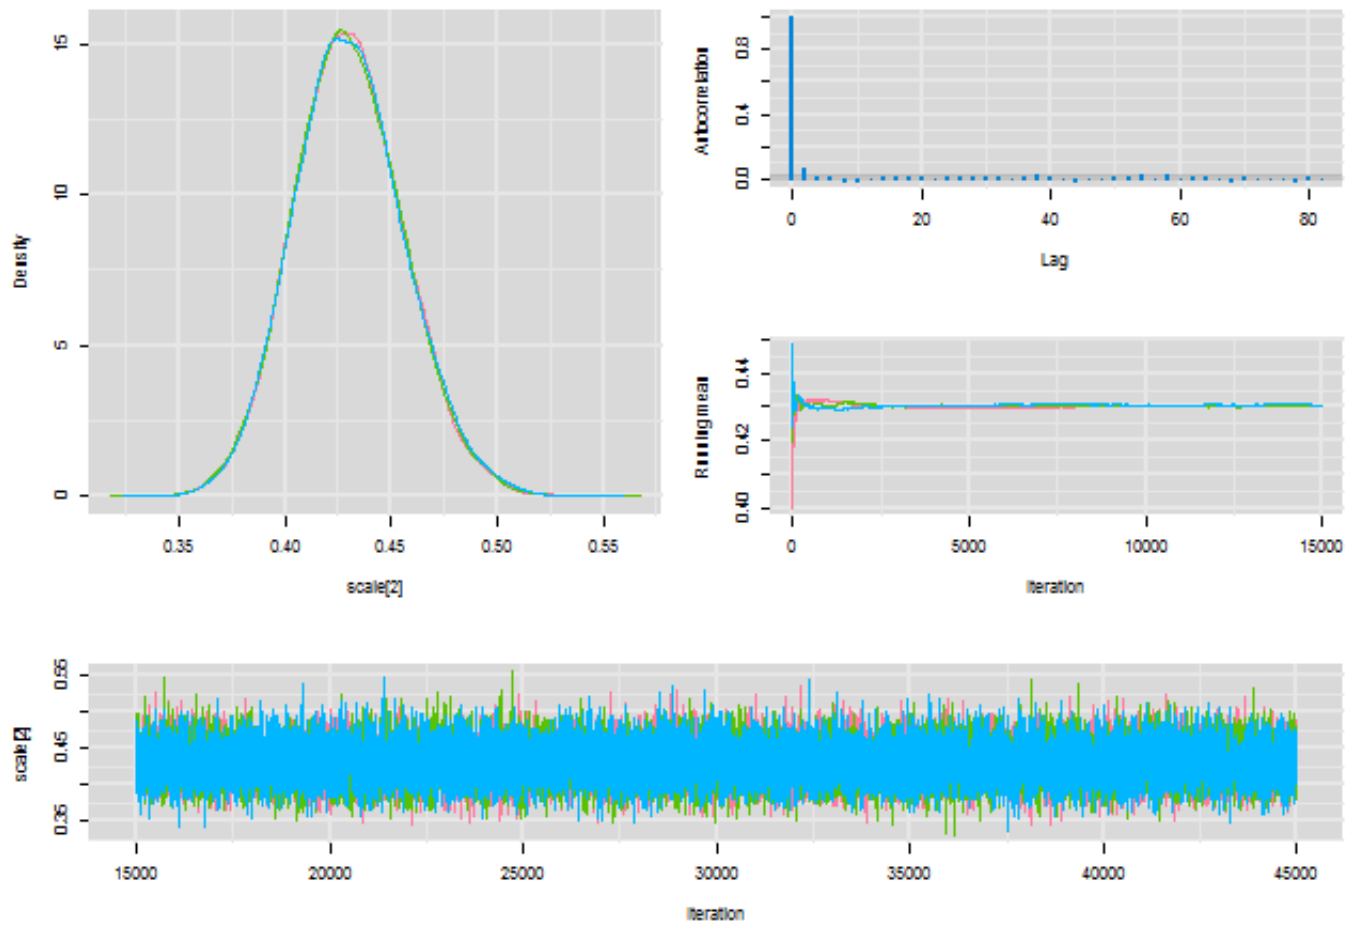 Density
15
10
5
0
0.35 0.40 0.45 0.50 0.55
scale[2]
Autocorrelation
0.8
0.4
0.0
0 20 40 60 80
Lag
Running mean
0.44
0.42
0.40
0 5000 10000 15000
Iteration
scale[2]
0.55
0.45
0.35
15000 20000 25000 30000 35000 40000 45000
Iteration